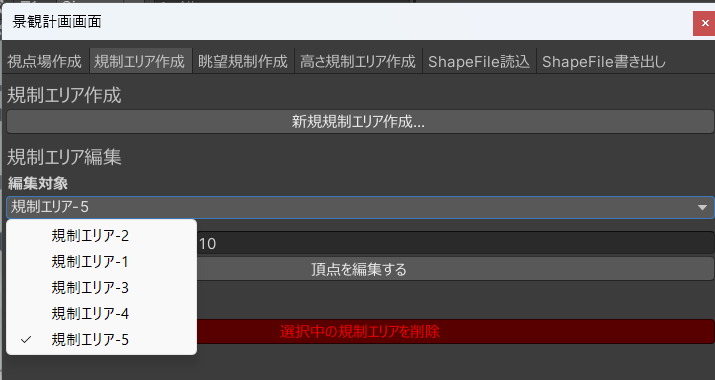 景観計画画面
視点場作成 規制エリア作成 眺望規制作成 高さ規制エリア作成 ShapeFile読込 ShapeFile書き出し
規制エリア作成
新規規制エリア作成...
規制エリア編集
編集対象
規制エリア-5
規制エリア-2
10
規制エリア-1
頂点を編集する
規制エリア-3
規制エリア-4
規制エリア-5
選択中の規制エリアを削除